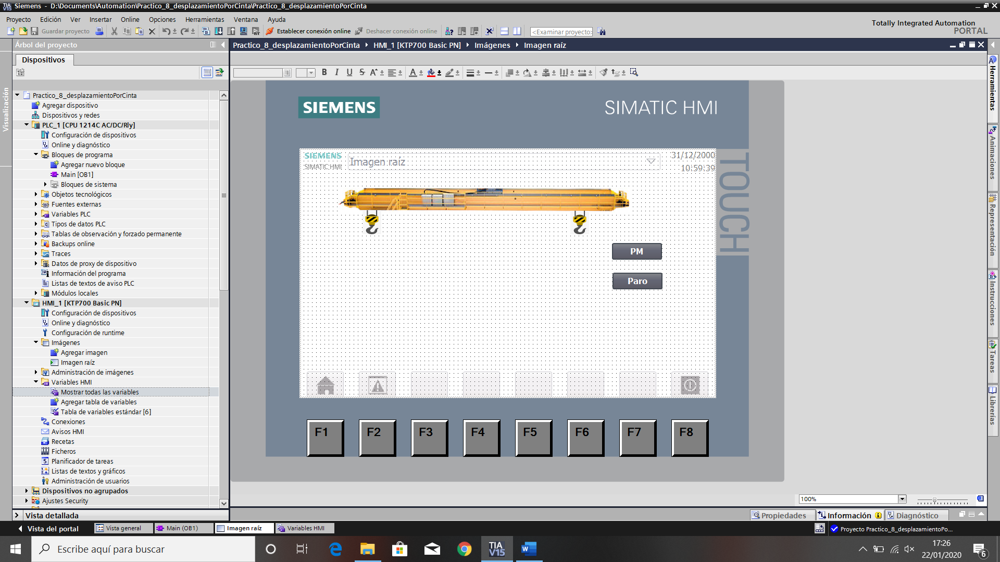 Siemens - D:\Documents\Automation\Practico_8_desplazamientoPorCinta\Practico_8_desplazamientoPorCinta
Proyecto Edición Ver Insertar Online Opciones Herramientas Ventana Ayuda
Totally Integrated Automation
PORTAL
Guardar proyecto
Establecer conexión online
Deshacer conexión online
<Examinar proyecto>
Árbol del proyecto
Practico_8_desplazamientoPorCinta
HMI_1 [KTP700 Basic PN]
Imágenes
Imagen raíz
Dispositivos
Visualización
Practico_8_desplazamientoPorCinta
Agregar dispositivo
Dispositivos y redes
PLC_1 [CPU 1214C AC/DC/Rly]
Configuración de dispositivos
Online y diagnóstico
Bloques de programa
Agregar nuevo bloque
Main [OB1]
Bloques de sistema
Objetos tecnológicos
Fuentes externas
Variables PLC
Tipos de datos PLC
Tablas de observación y forzado permanente
Backups online
Traces
Datos de proxy de dispositivo
Información del programa
Listas de textos de aviso PLC
Módulos locales
HMI_1 [KTP700 Basic PN]
Configuración de dispositivos
Online y diagnóstico
Configuración de runtime
Imágenes
Agregar imagen
Imagen raíz
Administración de imágenes
Variables HMI
Mostrar todas las variables
Agregar tabla de variables
Tabla de variables estándar [6]
Conexiones
Avisos HMI
Recetas
Ficheros
Planificador de tareas
Listas de textos y gráficos
Administración de usuarios
Dispositivos no agrupados
Ajustes Security
Vista detallada
B I U S A
SIEMENS
SIMATIC HMI
SIEMENS
SIMATIC HMI
Imagen raíz
31/12/2000
10:59:39
TOUCH
PM
Paro
F1 F2 F3 F4 F5 F6 F7 F8
Herramientas
Animaciones
Representación
Instrucciones
Tareas
Librerías
100%
Propiedades
Información
Diagnóstico
Vista del portal
Vista general
Main (OB1)
Imagen raíz
Variables HMI
Proyecto Practico_8_desplazamientoPo...
Escribe aquí para buscar
TIA
V15
17:26
22/01/2020
6